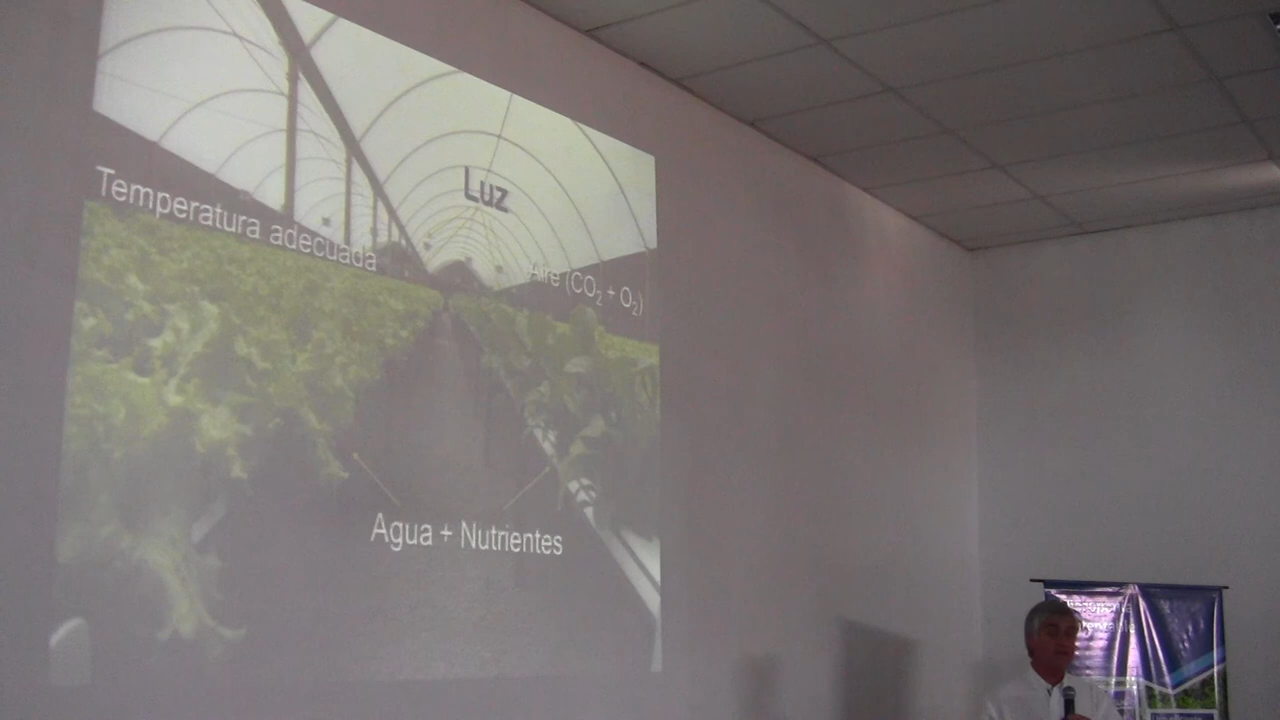 Luz
Temperatura adecuada
Aire (CO₂ + O₂)
Agua + Nutrientes